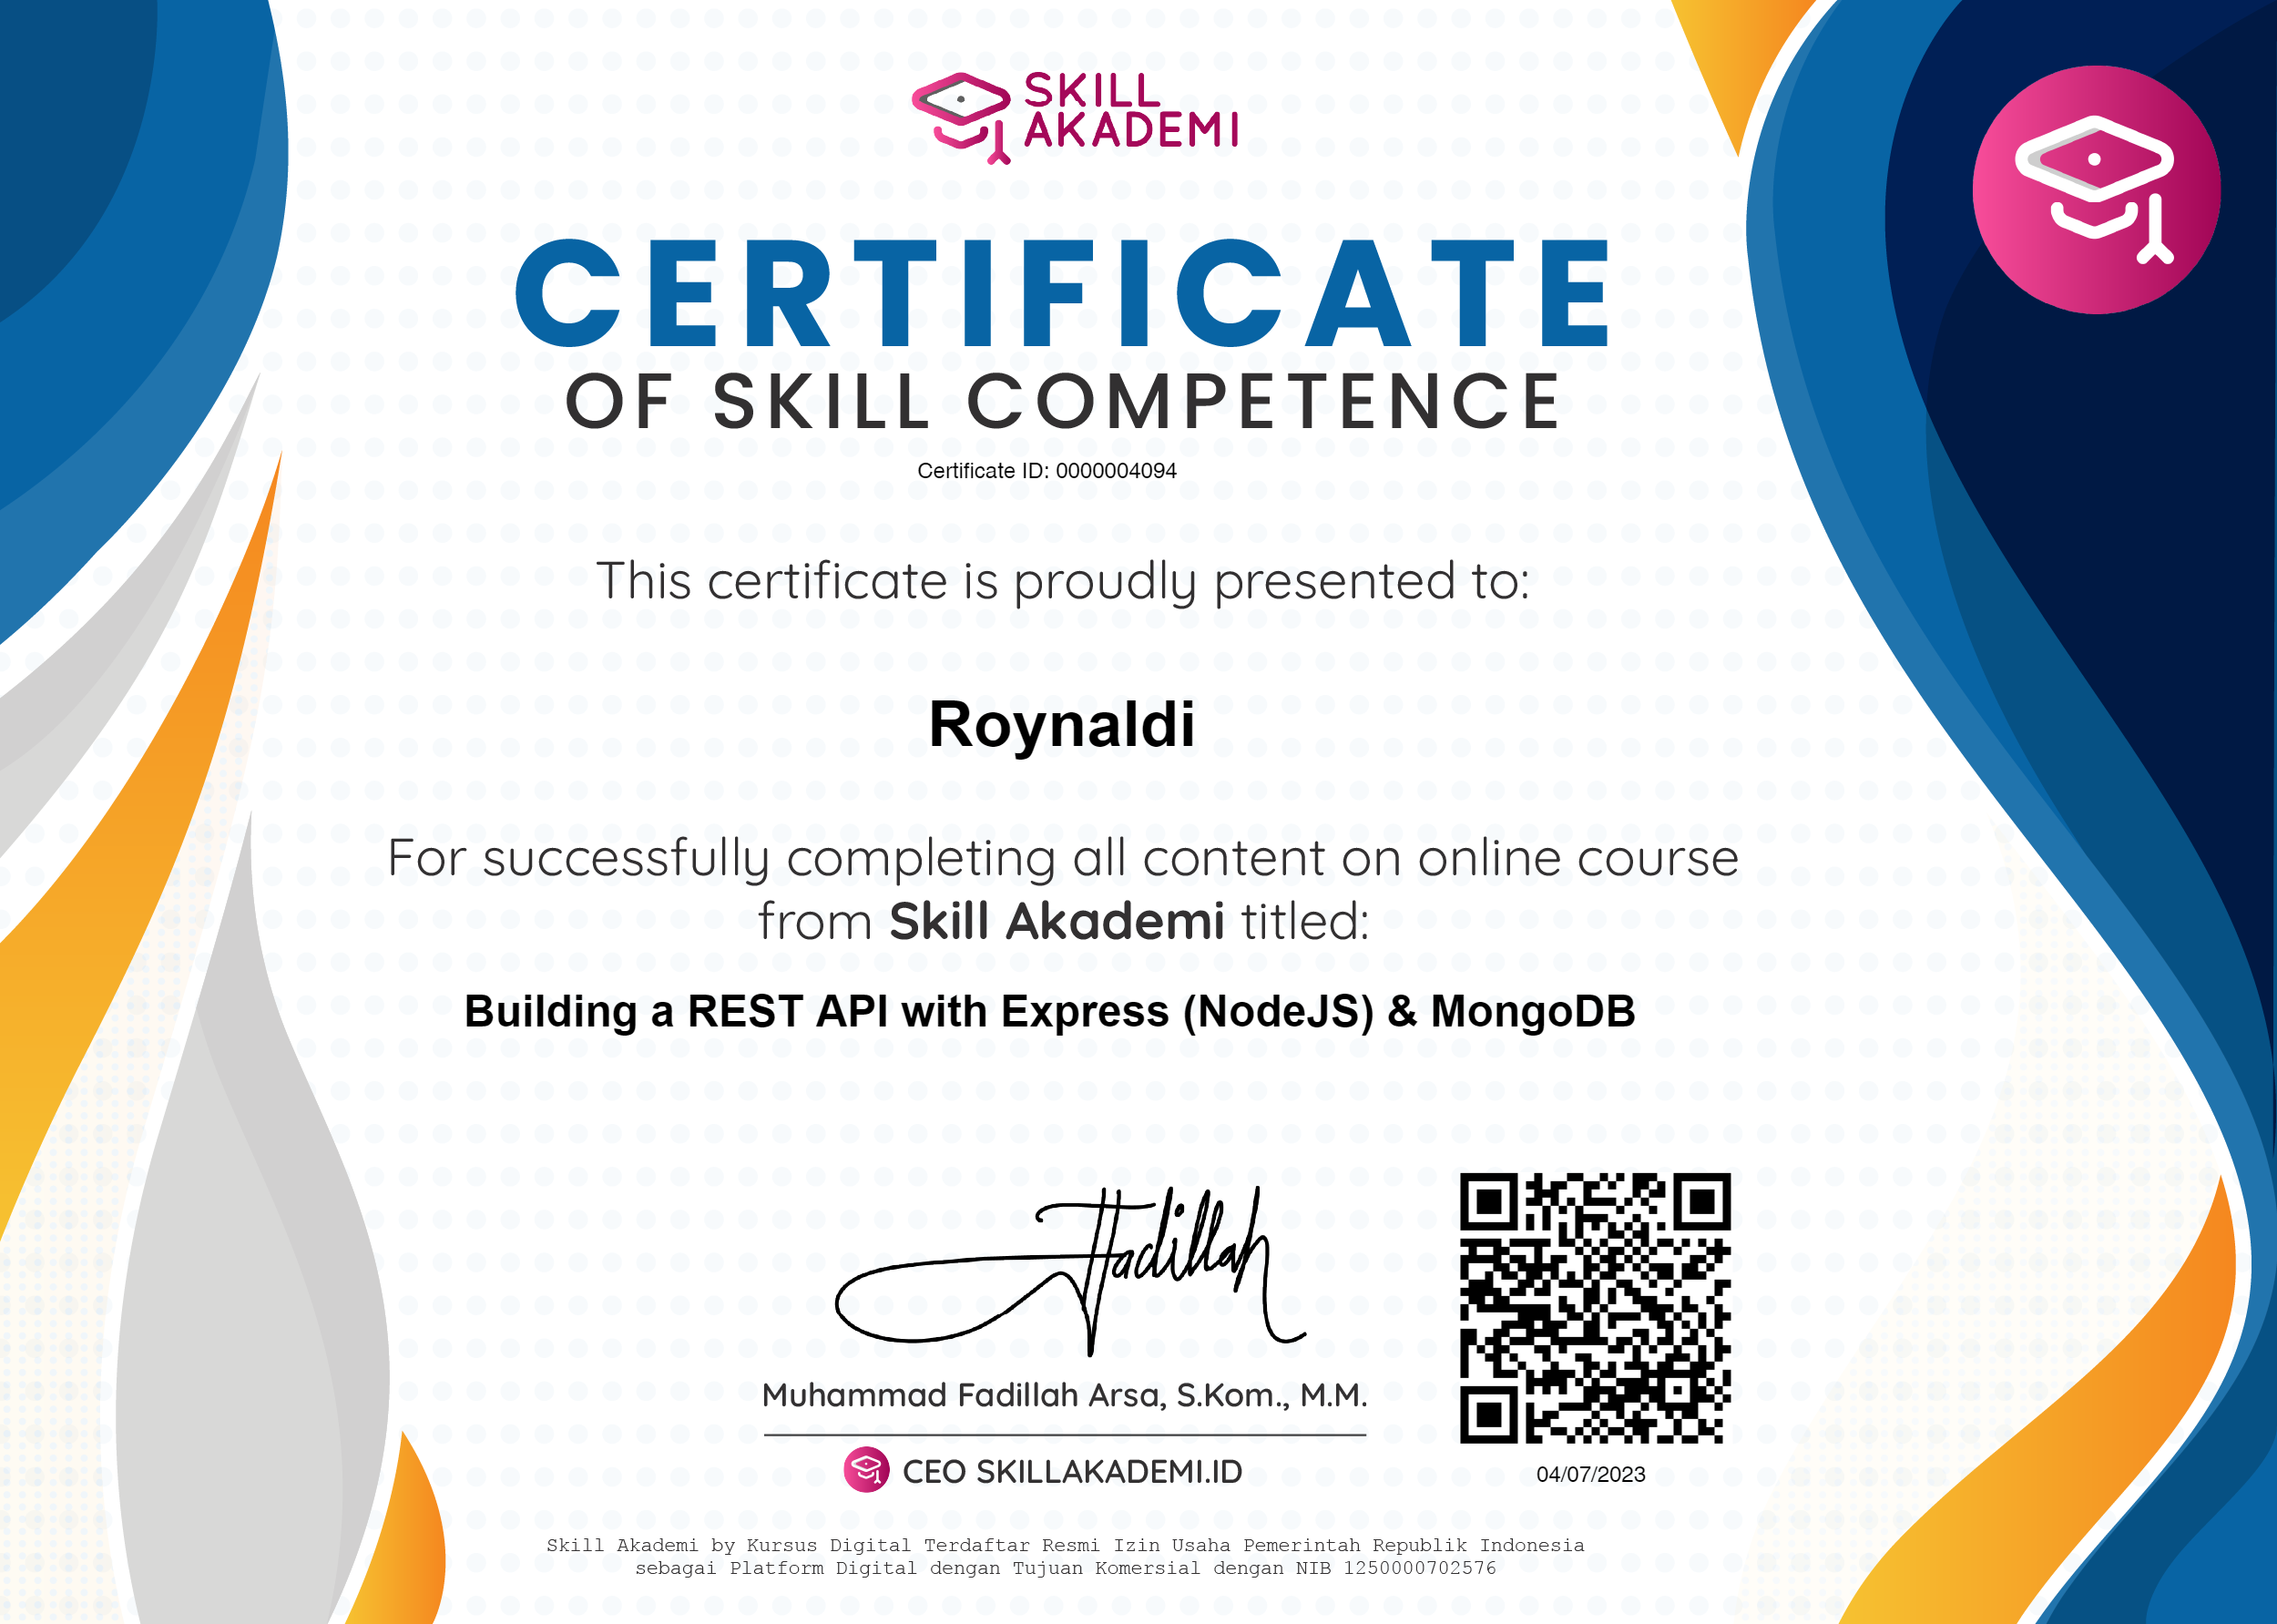 SKILL
AKADEMI
CERTIFICATE
OF SKILL COMPETENCE
Certificate ID: 0000004094
This certificate is proudly presented to:
Roynaldi
For successfully completing all content on online course
from Skill Akademi titled:
Building a REST API with Express (NodeJS) & MongoDB
Fadillah
Muhammad Fadillah Arsa, S.Kom., M.M.
CEO SKILLAKADEMI.ID
04/07/2023
Skill Akademi by Kursus Digital Terdaftar Resmi Izin Usaha Pemerintah Republik Indonesia
sebagai Platform Digital dengan Tujuan Komersial dengan NIB 1250000702576